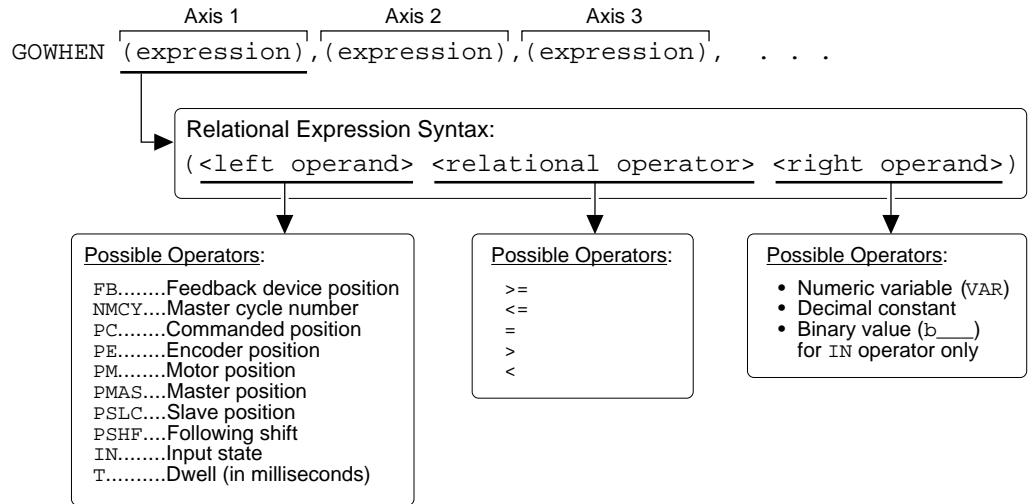 Axis 1 Axis 2 Axis 3
GOWHEN (expression),(expression),(expression), . . .
Relational Expression Syntax:
(<left operand> <relational operator> <right operand>)
Possible Operators:
FB........Feedback device position
NMCY....Master cycle number
PC........Commanded position
PE........Encoder position
PM........Motor position
PMAS....Master position
PSLC....Slave position
PSHF....Following shift
IN........Input state
T..........Dwell (in milliseconds)
Possible Operators:
>=
<=
=
>
<
Possible Operators:
• Numeric variable (VAR)
• Decimal constant
• Binary value (b___)
for IN operator only